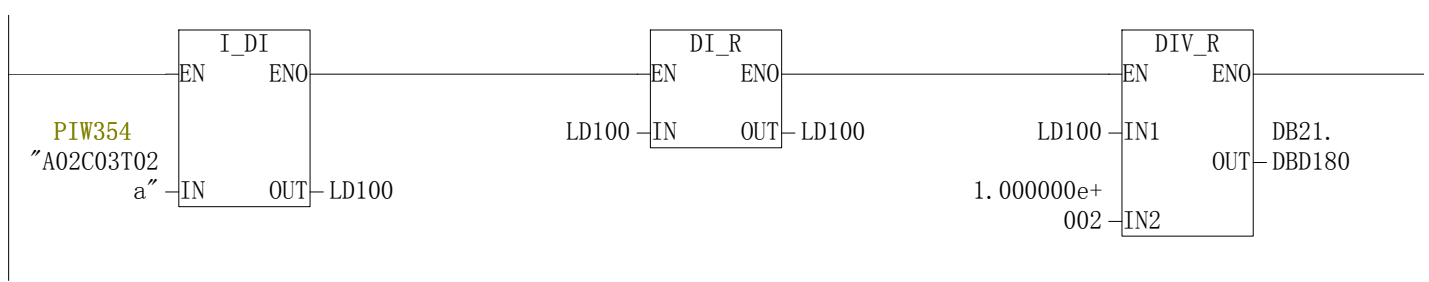 I_DI
EN ENO
PIW354
"A02C03T02
a" IN OUT LD100
DI_R
EN ENO
LD100 IN OUT LD100
DIV_R
EN ENO
LD100 IN1 DB21.
OUT DBD180
1.000000e+
002 IN2